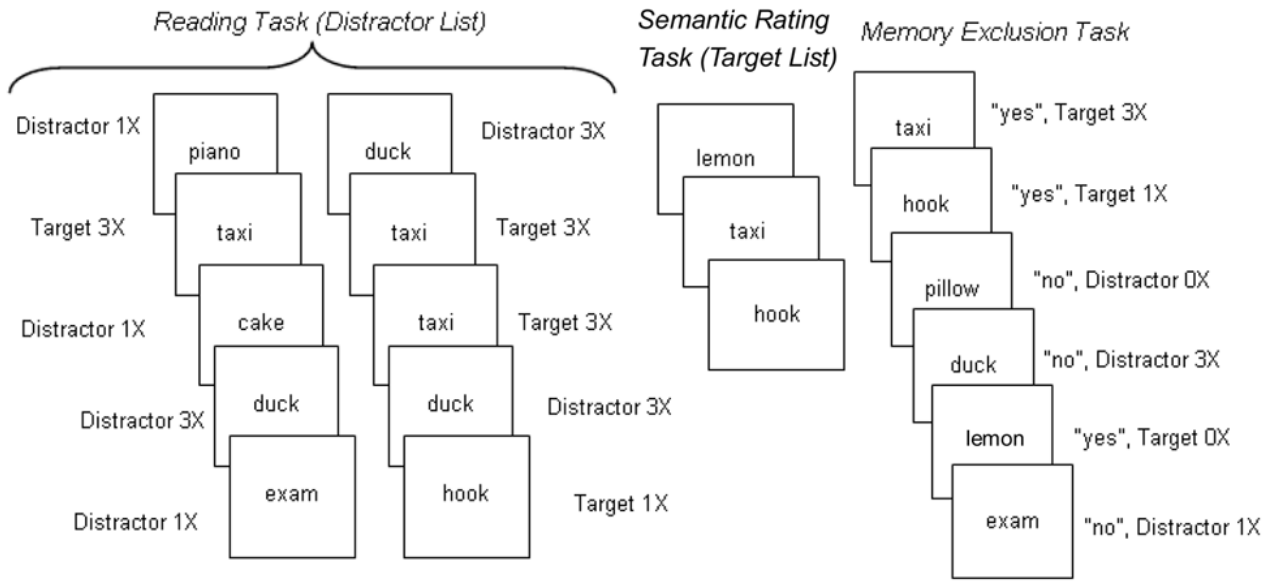 Reading Task (Distractor List)
Distractor 1X
piano
Target 3X
taxi
Distractor 1X
cake
Distractor 3X
duck
Distractor 1X
exam
duck
Distractor 3X
taxi
Target 3X
taxi
Target 3X
duck
Distractor 3X
hook
Target 1X
Semantic Rating
Task (Target List)
lemon
taxi
hook
Memory Exclusion Task
taxi
"yes", Target 3X
hook
"yes", Target 1X
pillow
"no", Distractor 0X
duck
"no", Distractor 3X
lemon
"yes", Target 0X
exam
"no", Distractor 1X